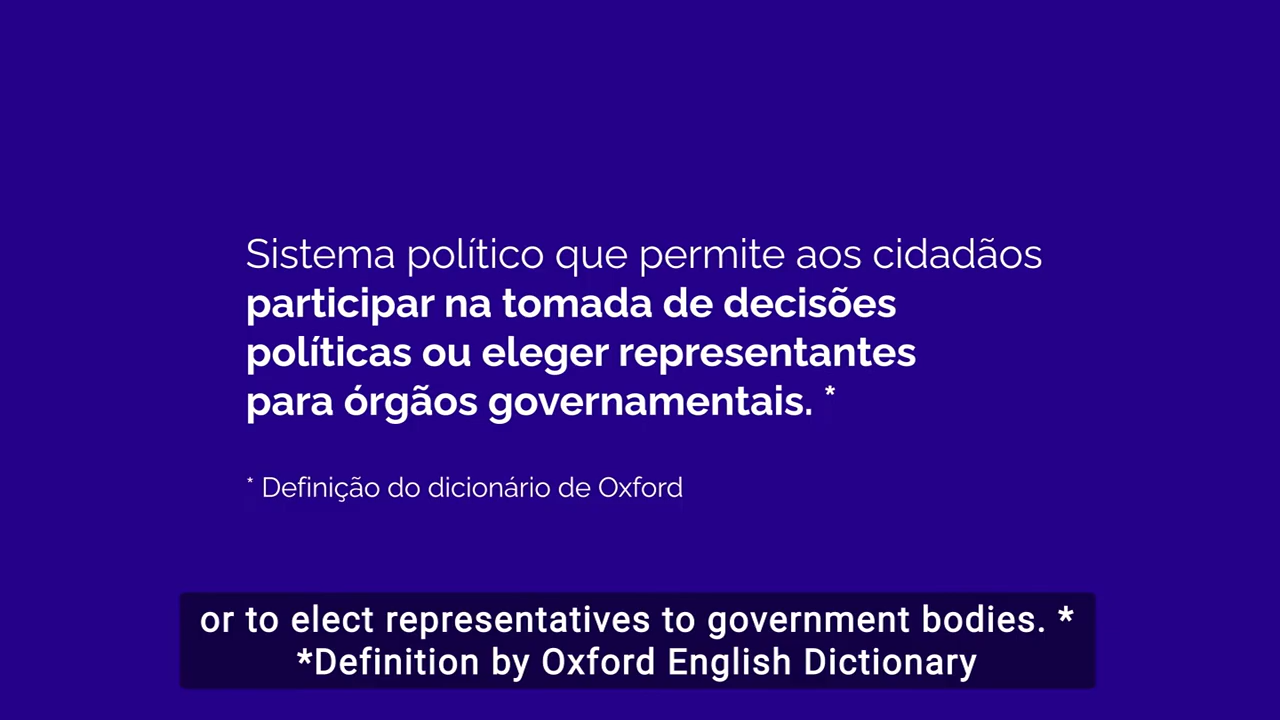 Sistema político que permite aos cidadãos
participar na tomada de decisões
políticas ou eleger representantes
para órgãos governamentais. *
* Definição do dicionário de Oxford
or to elect representatives to government bodies. *
*Definition by Oxford English Dictionary